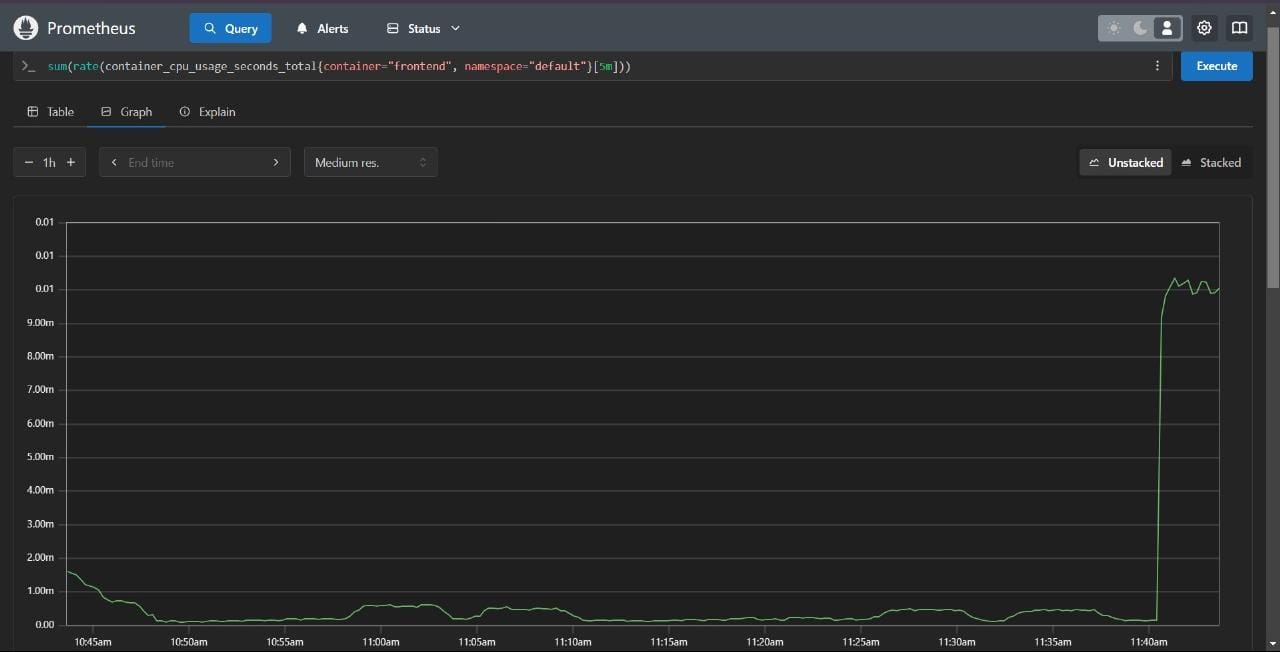 Prometheus Query Alerts Status
>_ sum(rate(container_cpu_usage_seconds_total{container="frontend", namespace="default"}[5m])) Execute
Table Graph Explain
− 1h + End time Medium res. Unstacked Stacked
0.01
0.01
0.01
9.00m
8.00m
7.00m
6.00m
5.00m
4.00m
3.00m
2.00m
1.00m
0.00
10:45am 10:50am 10:55am 11:00am 11:05am 11:10am 11:15am 11:20am 11:25am 11:30am 11:35am 11:40am